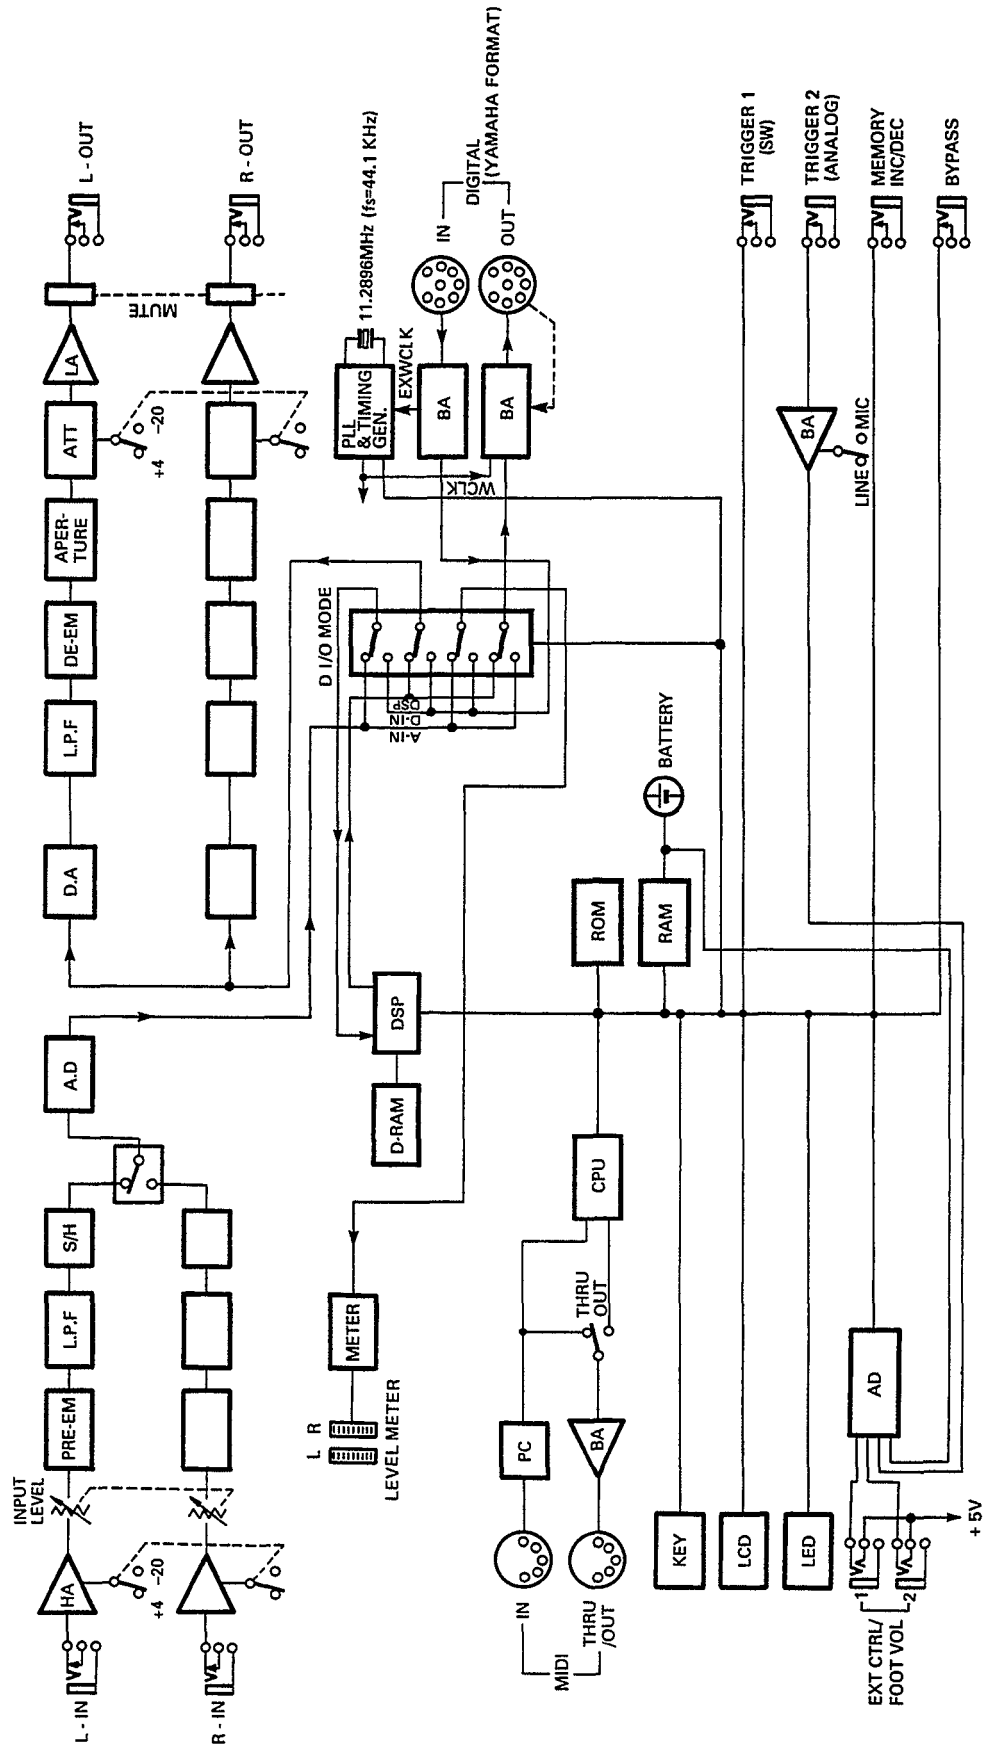 L - IN
R - IN
HA
+4
-20
INPUT
LEVEL
PRE-EM
L.P.F
S/H
A.D
D.A
L.P.F
DE-EM
APER-
TURE
ATT
+4
-20
LA
MUTE
L - OUT
R - OUT
L R
LEVEL METER
METER
D-RAM
DSP
D I/O MODE
A-IN
D-IN
DSP
PLL
& TIMING
GEN.
11.2896MHz (fs=44.1 KHz)
EXWCLK
WCLK
BA
BA
IN
OUT
DIGITAL
(YAMAHA FORMAT)
MIDI
IN
THRU
/OUT
PC
BA
THRU
OUT
CPU
ROM
RAM
BATTERY
KEY
LCD
LED
EXT CTRL/
FOOT VOL
1
2
+ 5V
AD
BA
LINE
MIC
TRIGGER 1
(SW)
TRIGGER 2
(ANALOG)
MEMORY
INC/DEC
BYPASS